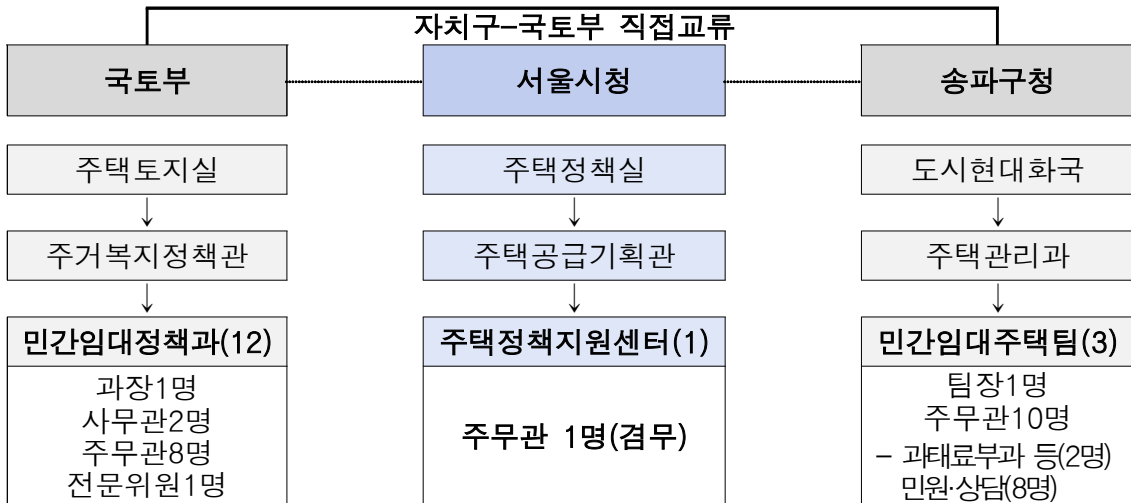 자치구-국토부 직접교류
국토부
서울시청
송파구청
주택토지실
주택정책실
도시현대화국
주거복지정책관
주택공급기획관
주택관리과
민간임대정책과(12)
주택정책지원센터(1)
민간임대주택팀(3)
과장1명
사무관2명
주무관8명
전문위원1명
주무관 1명(겸무)
팀장1명
주무관10명
- 과태료부과 등(2명)
민원·상담(8명)